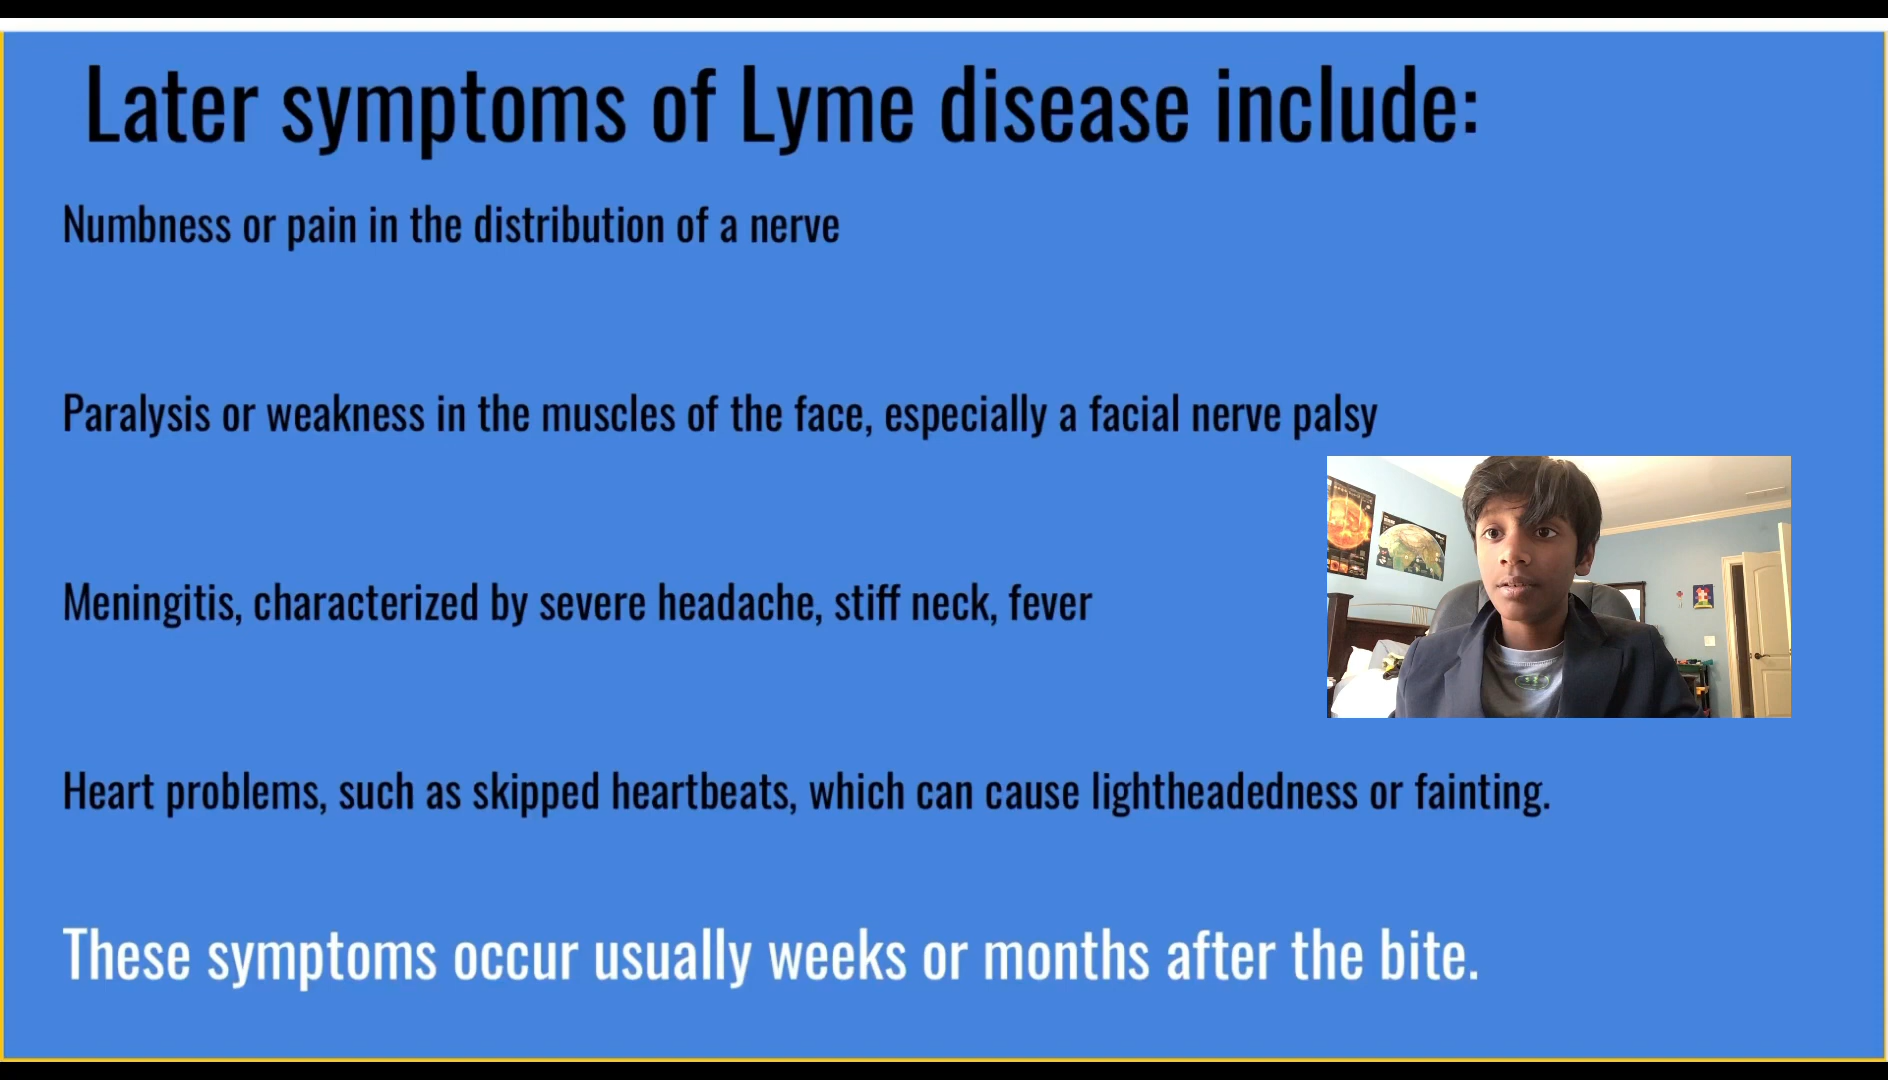 Later symptoms of Lyme disease include:
Numbness or pain in the distribution of a nerve
Paralysis or weakness in the muscles of the face, especially a facial nerve palsy
Meningitis, characterized by severe headache, stiff neck, fever
Heart problems, such as skipped heartbeats, which can cause lightheadedness or fainting.
These symptoms occur usually weeks or months after the bite.